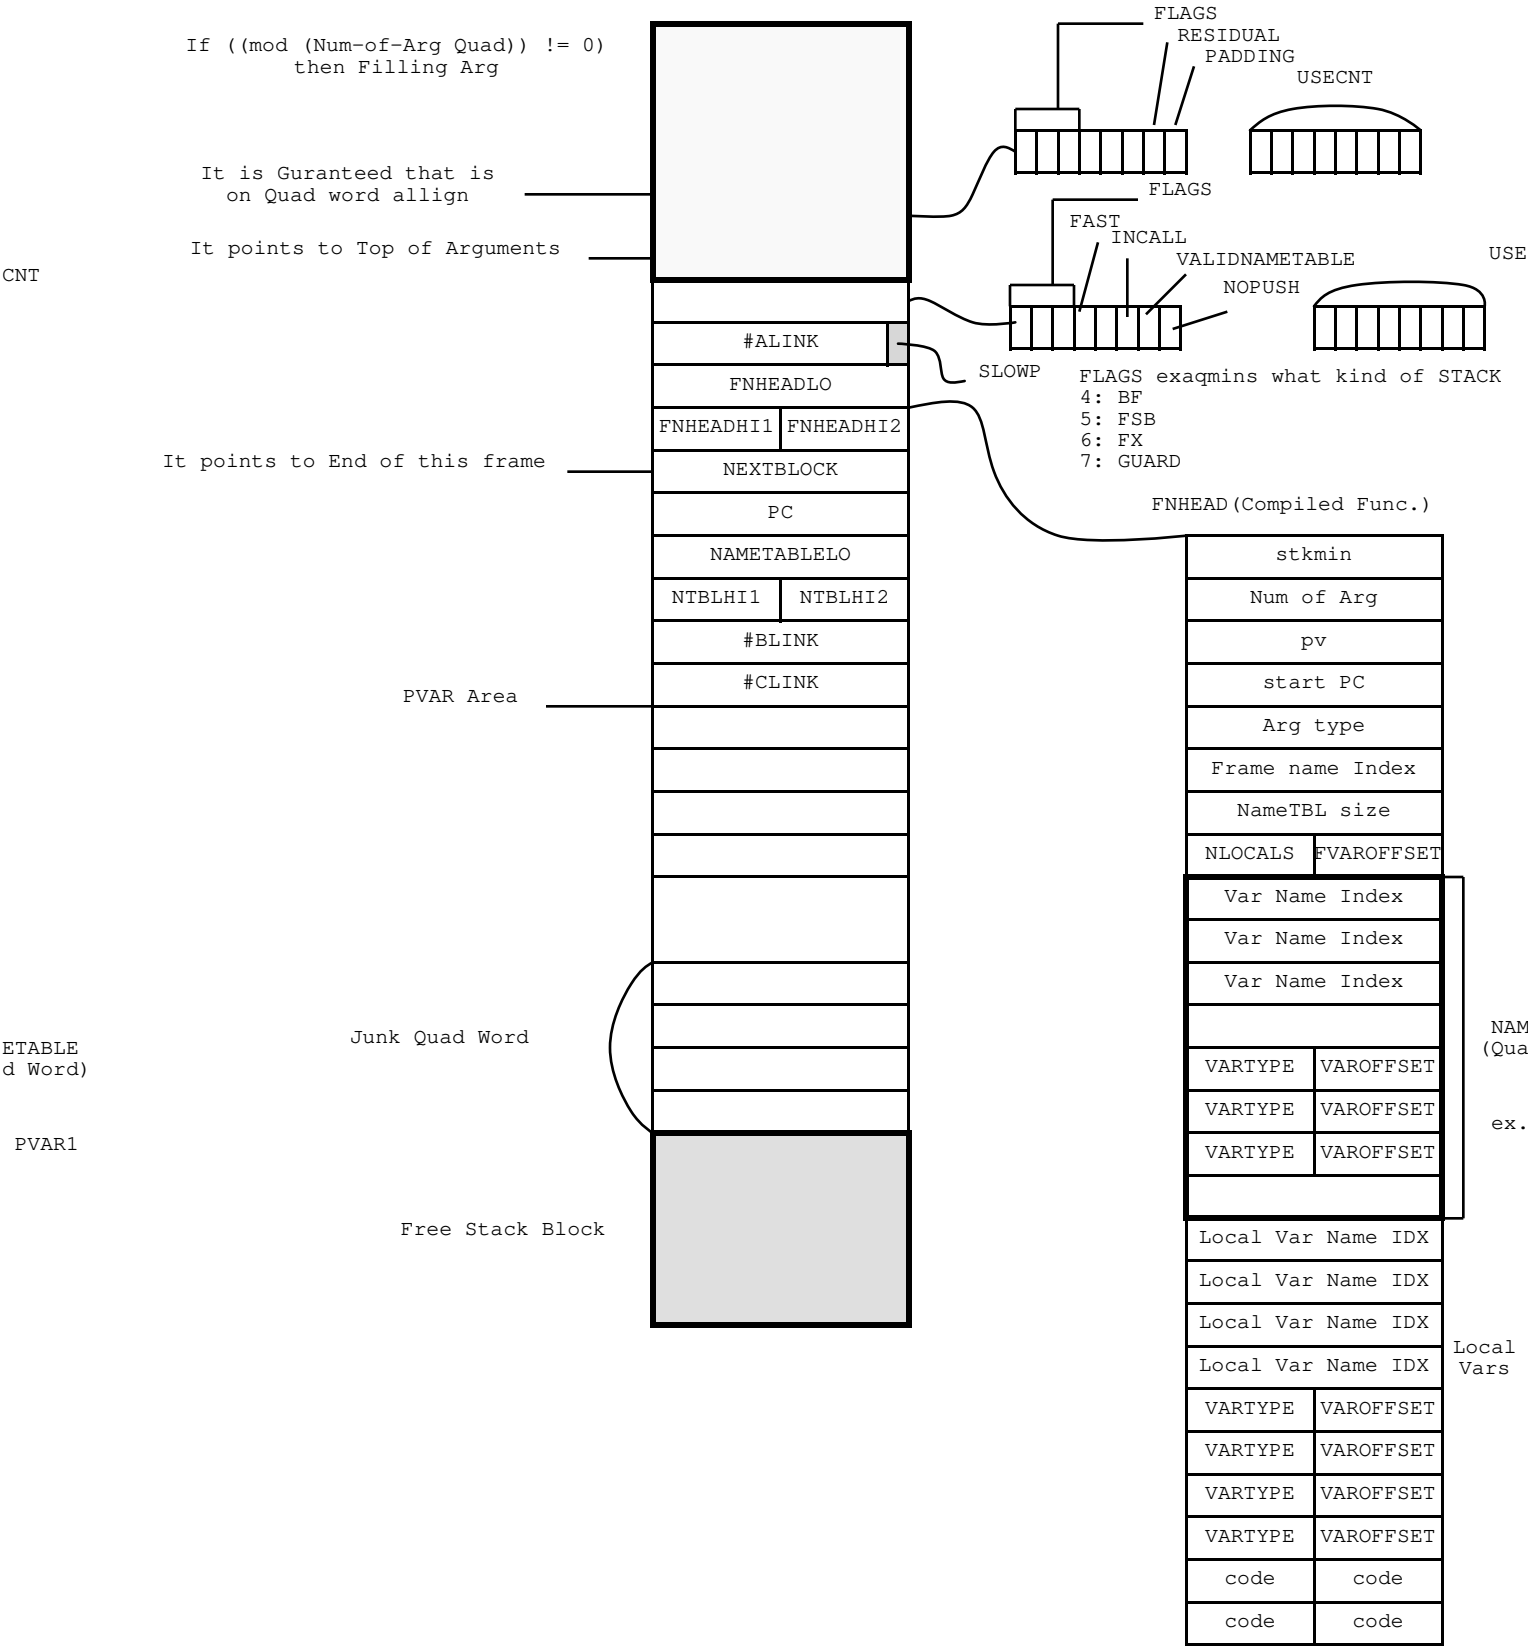 FLAGS
RESIDUAL
PADDING
USECNT
If ((mod (Num-of-Arg Quad)) != 0)
then Filling Arg
It is Guranteed that is
on Quad word allign
It points to Top of Arguments
CNT
FLAGS
FAST
INCALL
VALIDNAMETABLE
NOPUSH
USE
#ALINK
SLOWP
FNHEADLO
FNHEADHI1 FNHEADHI2
FLAGS exaqmins what kind of STACK
4: BF
5: FSB
6: FX
7: GUARD
It points to End of this frame
NEXTBLOCK
PC
NAMETABLELO
NTBLHI1 NTBLHI2
#BLINK
#CLINK
PVAR Area
Junk Quad Word
ETABLE
d Word)
PVAR1
Free Stack Block
FNHEAD(Compiled Func.)
stkmin
Num of Arg
pv
start PC
Arg type
Frame name Index
NameTBL size
NLOCALS FVAROFFSET
Var Name Index
Var Name Index
Var Name Index
NAM
(Qua
VARTYPE VAROFFSET
VARTYPE VAROFFSET
ex.
VARTYPE VAROFFSET
Local Var Name IDX
Local Var Name IDX
Local Var Name IDX
Local Var Name IDX
Local
Vars
VARTYPE VAROFFSET
VARTYPE VAROFFSET
VARTYPE VAROFFSET
VARTYPE VAROFFSET
code code
code code